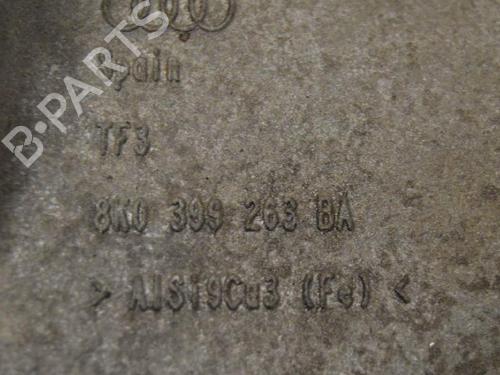 B-PARTS
Spain
TF3
8K0 399 263 BA
> AlSi9Cu3 (Fe) <